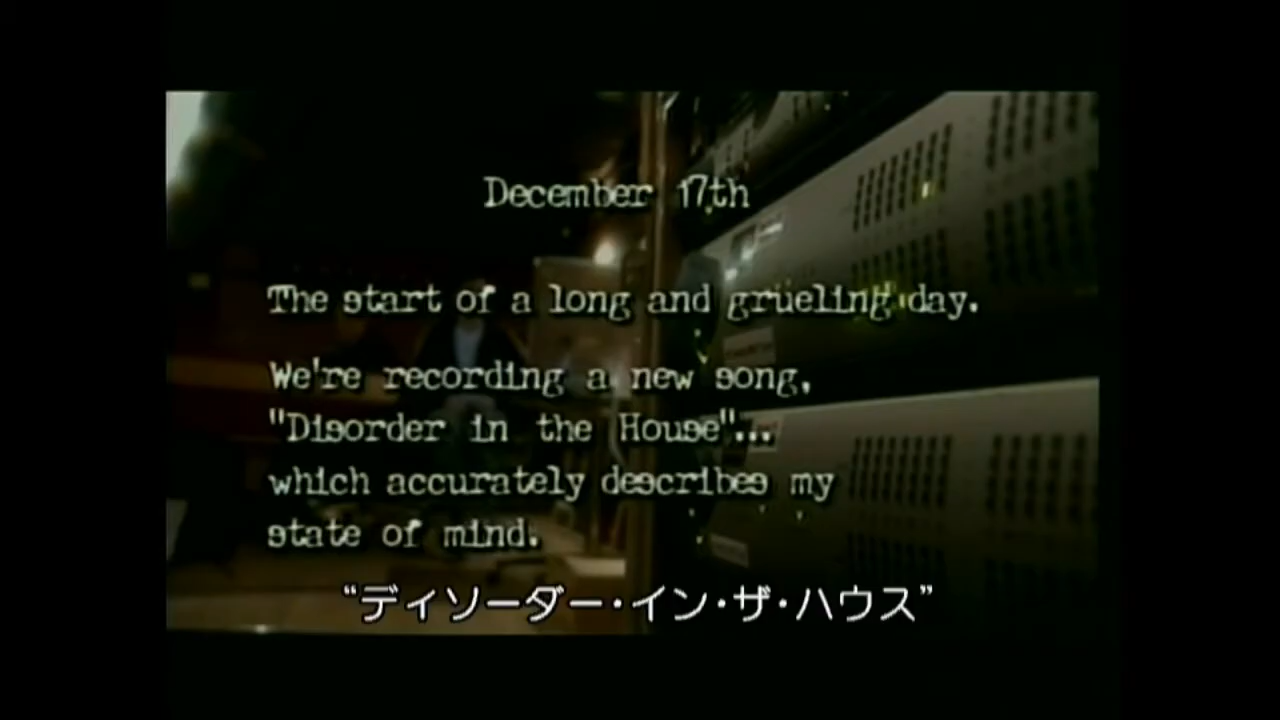 December 17th
The start of a long and grueling day.
We're recording a new song,
"Disorder in the House"...
which accurately describes my
state of mind.
“ディソーダー・イン・ザ・ハウス”